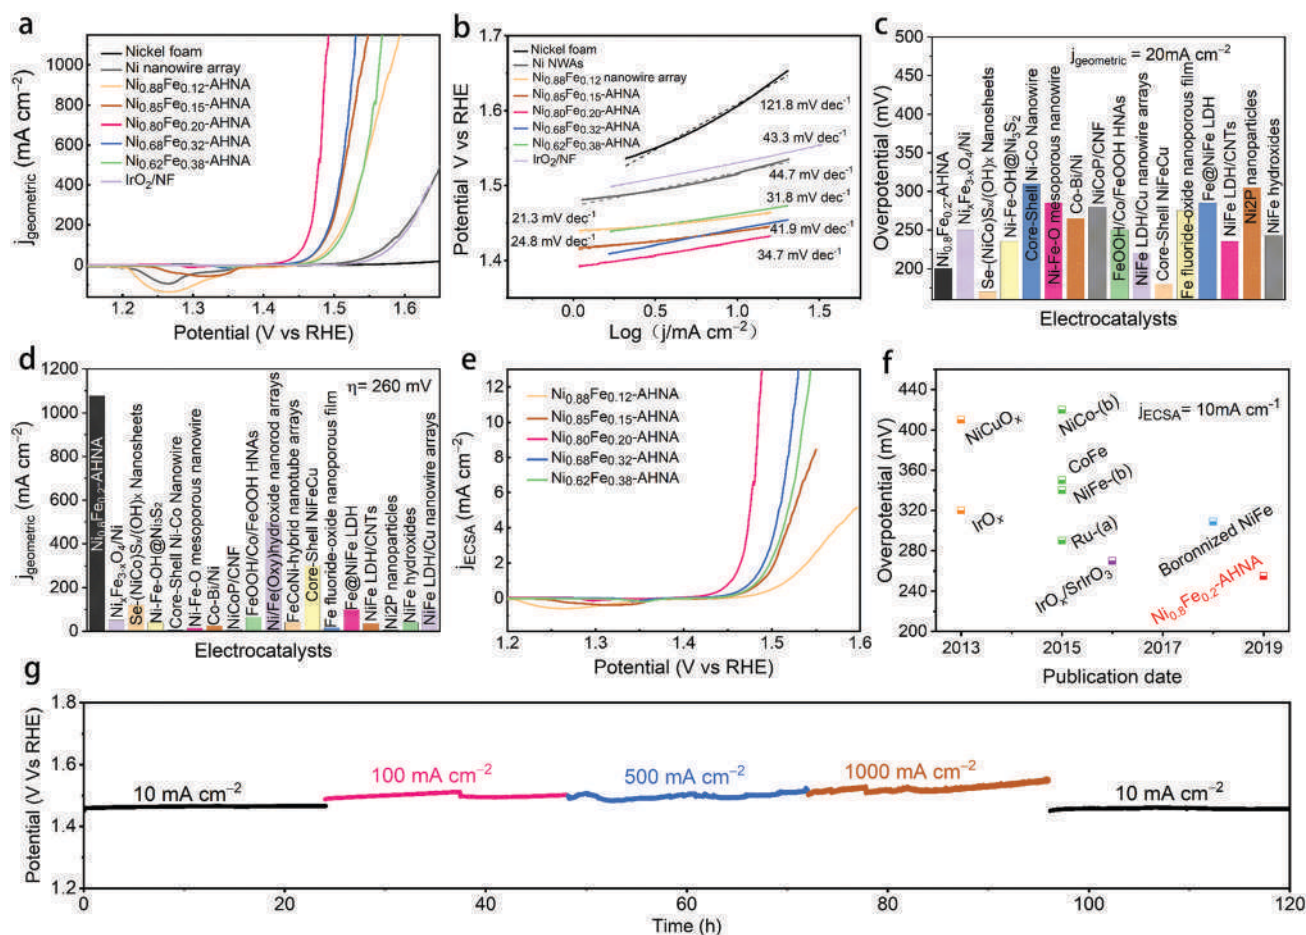 a
1000
800
600
400
200
0
j_geometric (mA cm⁻²)
Nickel foam
Ni nanowire array
Ni₀.₈₈Fe₀.₁₂-AHNA
Ni₀.₈₅Fe₀.₁₅-AHNA
Ni₀.₈₀Fe₀.₂₀-AHNA
Ni₀.₆₈Fe₀.₃₂-AHNA
Ni₀.₆₂Fe₀.₃₈-AHNA
IrO₂/NF
1.2 1.3 1.4 1.5 1.6
Potential (V vs RHE)
b
1.7
1.6
1.5
1.4
Potential V vs RHE
Nickel foam
Ni NWAs
Ni₀.₈₈Fe₀.₁₂ nanowire array
Ni₀.₈₅Fe₀.₁₅-AHNA
Ni₀.₈₀Fe₀.₂₀-AHNA
Ni₀.₆₈Fe₀.₃₂-AHNA
Ni₀.₆₂Fe₀.₃₈-AHNA
IrO₂/NF
121.8 mV dec⁻¹
43.3 mV dec⁻¹
44.7 mV dec⁻¹
31.8 mV dec⁻¹
21.3 mV dec⁻¹
41.9 mV dec⁻¹
24.8 mV dec⁻¹
34.7 mV dec⁻¹
0.0 0.5 1.0 1.5
Log (j/mA cm⁻²)
c
500
450
400
350
300
250
200
Overpotential (mV)
j_geometric = 20mA cm⁻²
Ni₀.₈Fe₀.₂-AHNA
NiₓFe₃₋ₓO₄/Ni
Se-(NiCo)Sₓ/(OH)ₓ Nanosheets
Ni-Fe-OH@Ni₃S₂
Core-Shell Ni-Co Nanowire
Ni-Fe-O mesoporous nanowire
Co-Bi/Ni
NiCoP/CNF
FeOOH/Co/FeOOH HNAs
NiFe LDH/Cu nanowire arrays
Core-Shell NiFeCu
Fe fluoride-oxide nanoporous film
Fe@NiFe LDH
NiFe LDH/CNTs
Ni2P nanoparticles
NiFe hydroxides
Electrocatalysts
d
1200
1000
800
600
400
200
0
j_geometric (mA cm⁻²)
η= 260 mV
Ni₀.₈Fe₀.₂-AHNA
NiₓFe₃₋ₓO₄/Ni
Se-(NiCo)Sₓ/(OH)ₓ Nanosheets
Ni-Fe-OH@Ni₃S₂
Core-Shell Ni-Co Nanowire
Ni-Fe-O mesoporous nanowire
Co-Bi/Ni
NiCoP/CNF
FeOOH/Co/FeOOH HNAs
Ni/Fe(Oxy)hydroxide nanorod arrays
FeCoNi-hybrid nanotube arrays
Core-Shell NiFeCu
Fe fluoride-oxide nanoporous film
Fe@NiFe LDH
NiFe LDH/CNTs
Ni2P nanoparticles
NiFe hydroxides
NiFe LDH/Cu nanowire arrays
Electrocatalysts
e
12
10
8
6
4
2
0
j_ECSA (mA cm⁻²)
Ni₀.₈₈Fe₀.₁₂-AHNA
Ni₀.₈₅Fe₀.₁₅-AHNA
Ni₀.₈₀Fe₀.₂₀-AHNA
Ni₀.₆₈Fe₀.₃₂-AHNA
Ni₀.₆₂Fe₀.₃₈-AHNA
1.2 1.3 1.4 1.5 1.6
Potential (V vs RHE)
f
440
400
360
320
280
240
200
Overpotential (mV)
j_ECSA= 10mA cm⁻¹
NiCuOₓ
NiCo-(b)
CoFe
NiFe-(b)
IrOₓ
Ru-(a)
Boronnized NiFe
IrOₓ/SrIrO₃
Ni₀.₈Fe₀.₂-AHNA
2013 2015 2017 2019
Publication date
g
1.8
1.6
1.4
1.2
Potential (V Vs RHE)
10 mA cm⁻²
100 mA cm⁻²
500 mA cm⁻²
1000 mA cm⁻²
10 mA cm⁻²
0 20 40 60 80 100 120
Time (h)